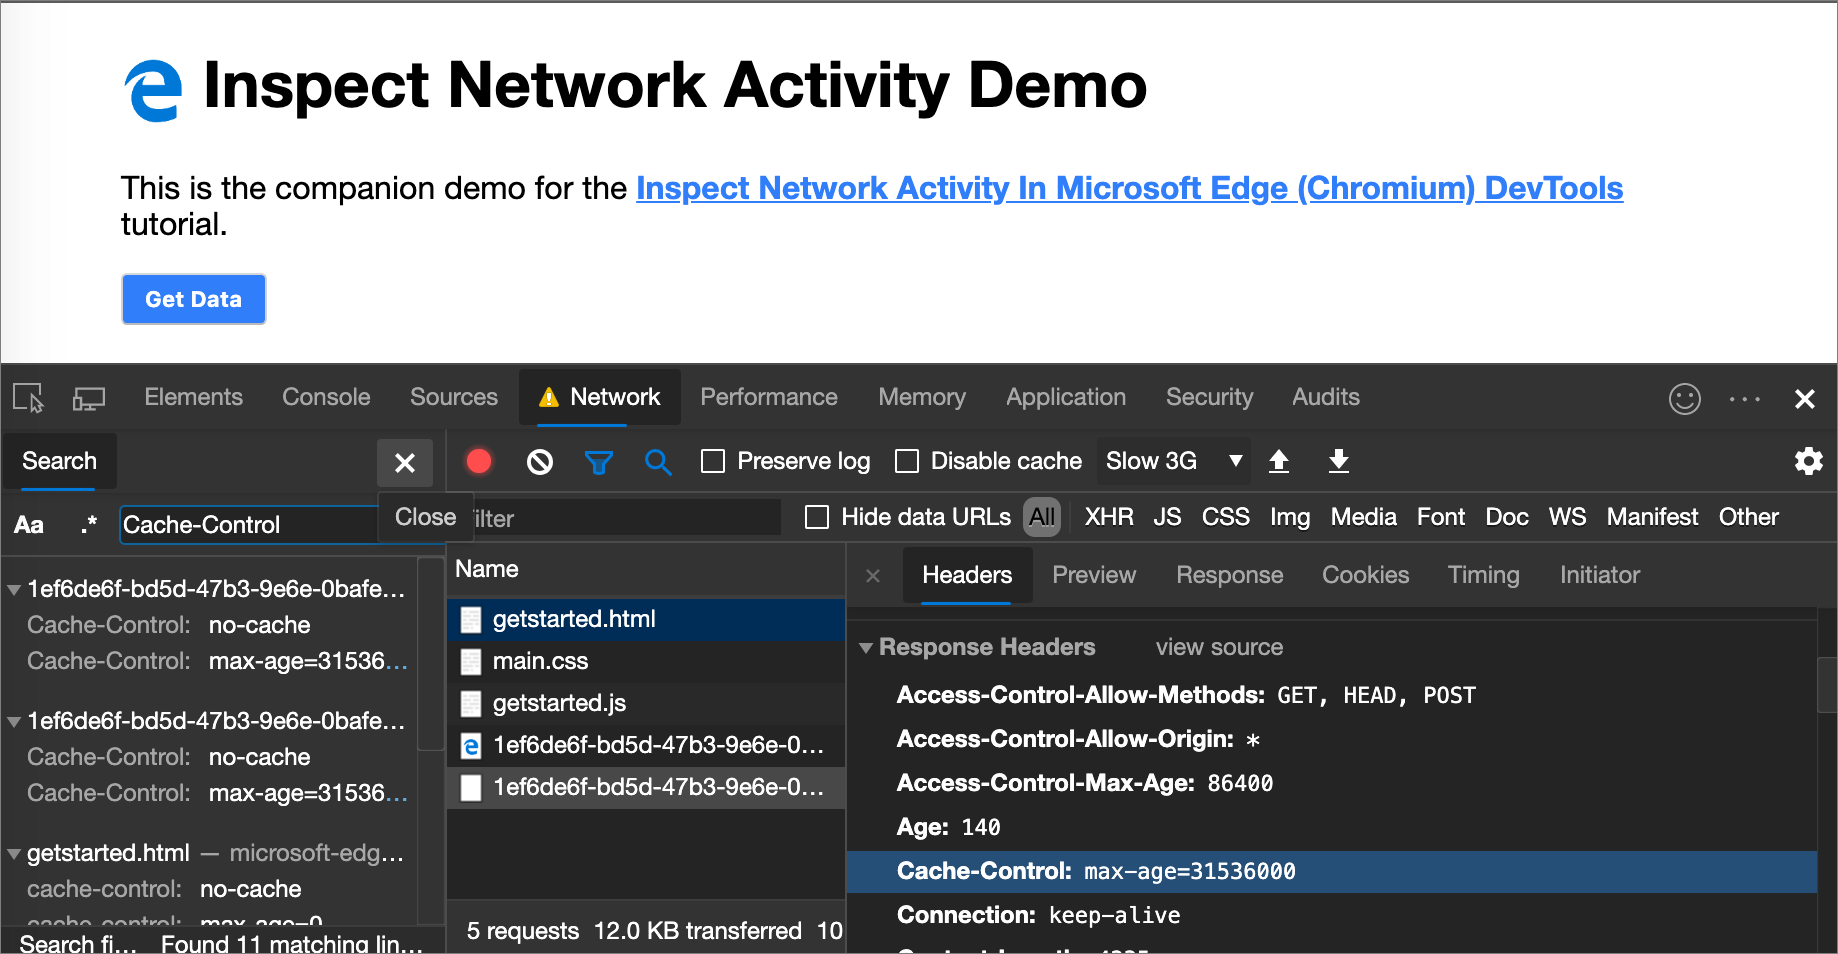 Inspect Network Activity Demo
This is the companion demo for the Inspect Network Activity In Microsoft Edge (Chromium) DevTools
tutorial.
Get Data
Elements Console Sources Network Performance Memory Application Security Audits
Search
Preserve log Disable cache Slow 3G
Aa .* Cache-Control
Close
ilter Hide data URLs All XHR JS CSS Img Media Font Doc WS Manifest Other
1ef6de6f-bd5d-47b3-9e6e-0bafe...
Cache-Control: no-cache
Cache-Control: max-age=31536...
1ef6de6f-bd5d-47b3-9e6e-0bafe...
Cache-Control: no-cache
Cache-Control: max-age=31536...
getstarted.html — microsoft-edg...
cache-control: no-cache
cache-control: max-age=0
Search fi... Found 11 matching lin...
Name
getstarted.html
main.css
getstarted.js
1ef6de6f-bd5d-47b3-9e6e-0...
1ef6de6f-bd5d-47b3-9e6e-0...
5 requests 12.0 KB transferred 10
Headers Preview Response Cookies Timing Initiator
Response Headers view source
Access-Control-Allow-Methods: GET, HEAD, POST
Access-Control-Allow-Origin: *
Access-Control-Max-Age: 86400
Age: 140
Cache-Control: max-age=31536000
Connection: keep-alive